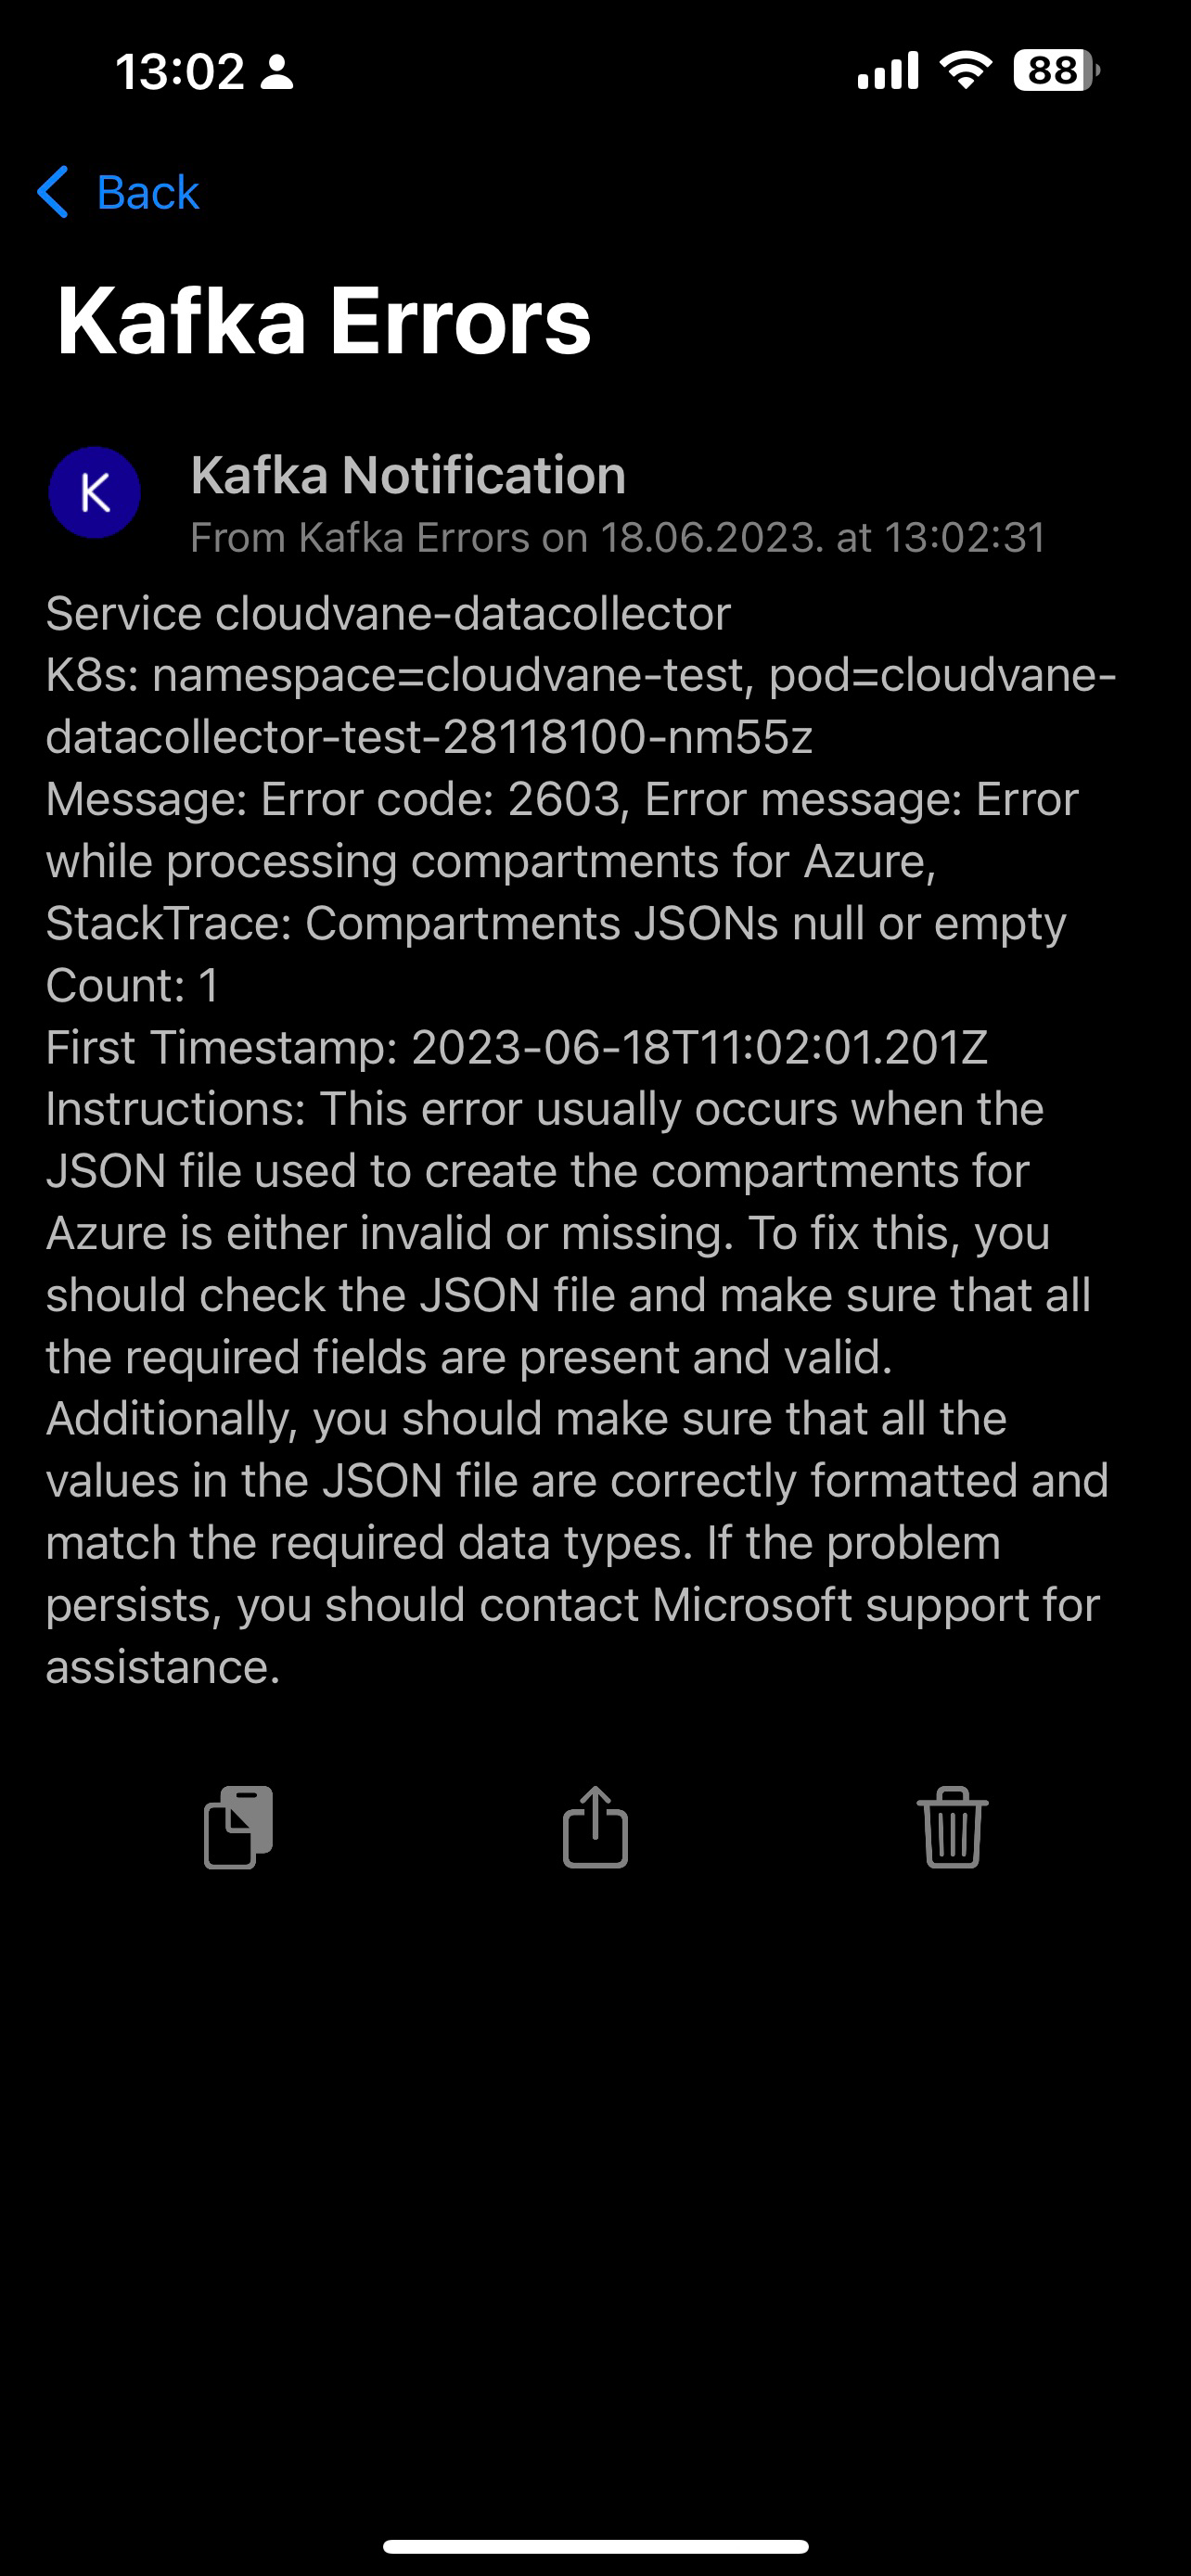 13:02
88
Back
Kafka Errors
K
Kafka Notification
From Kafka Errors on 18.06.2023. at 13:02:31
Service cloudvane-datacollector
K8s: namespace=cloudvane-test, pod=cloudvane-
datacollector-test-28118100-nm55z
Message: Error code: 2603, Error message: Error
while processing compartments for Azure,
StackTrace: Compartments JSONs null or empty
Count: 1
First Timestamp: 2023-06-18T11:02:01.201Z
Instructions: This error usually occurs when the
JSON file used to create the compartments for
Azure is either invalid or missing. To fix this, you
should check the JSON file and make sure that all
the required fields are present and valid.
Additionally, you should make sure that all the
values in the JSON file are correctly formatted and
match the required data types. If the problem
persists, you should contact Microsoft support for
assistance.